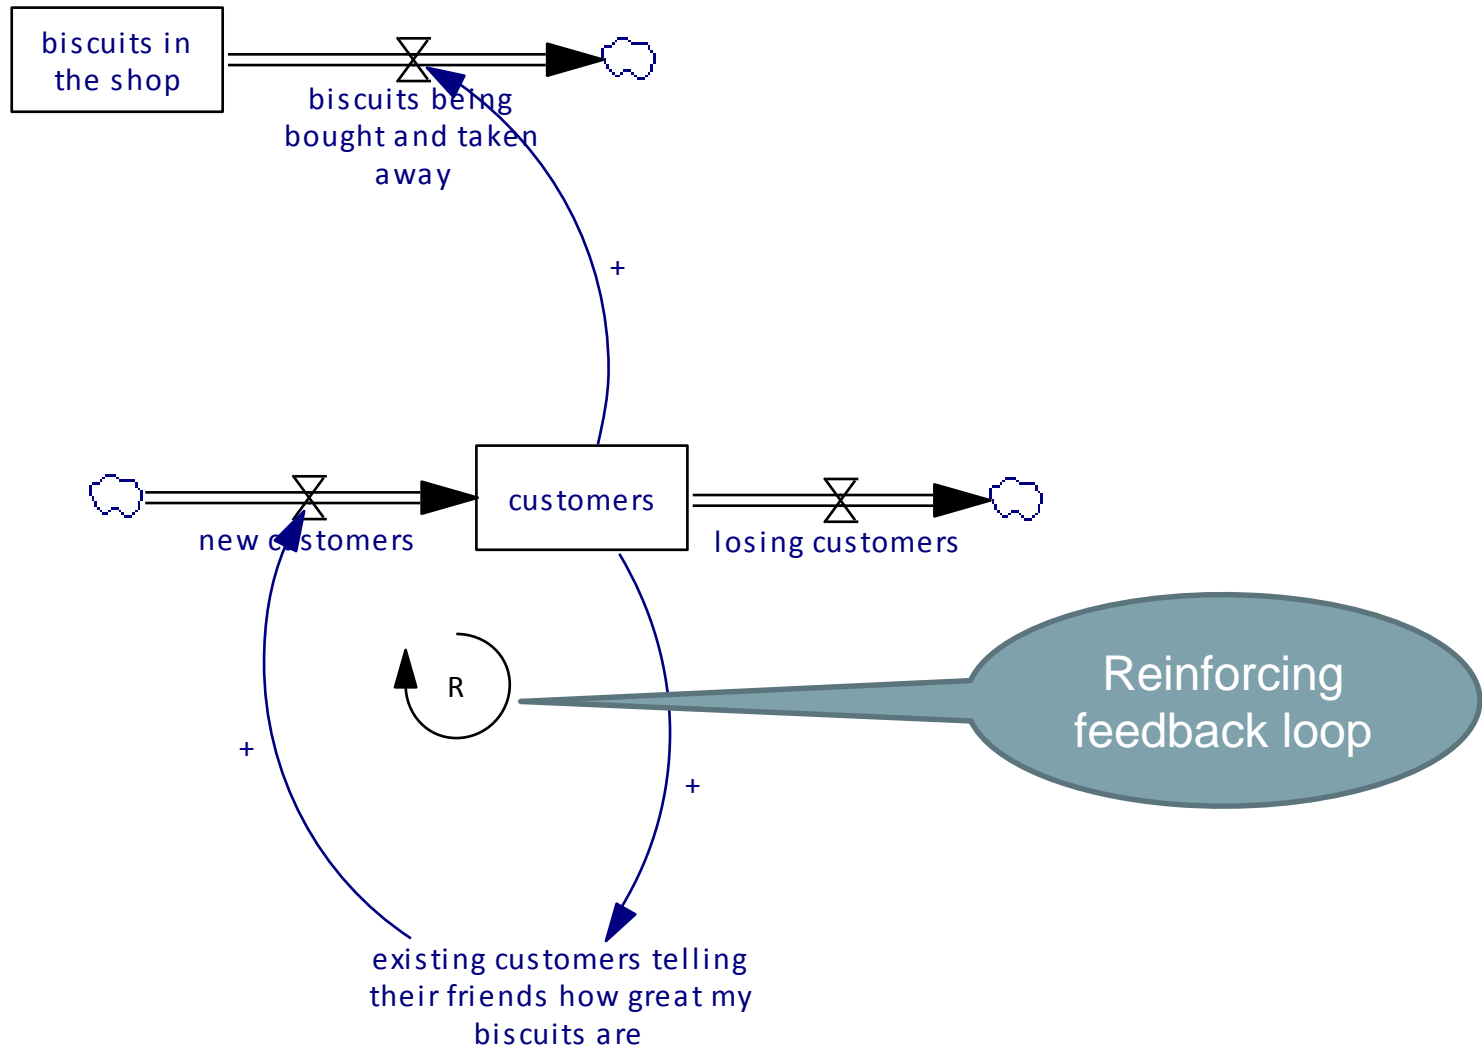 biscuits in
the shop
biscuits being
bought and taken
away
+
customers
new customers
losing customers
R
Reinforcing
feedback loop
+
+
existing customers telling
their friends how great my
biscuits are